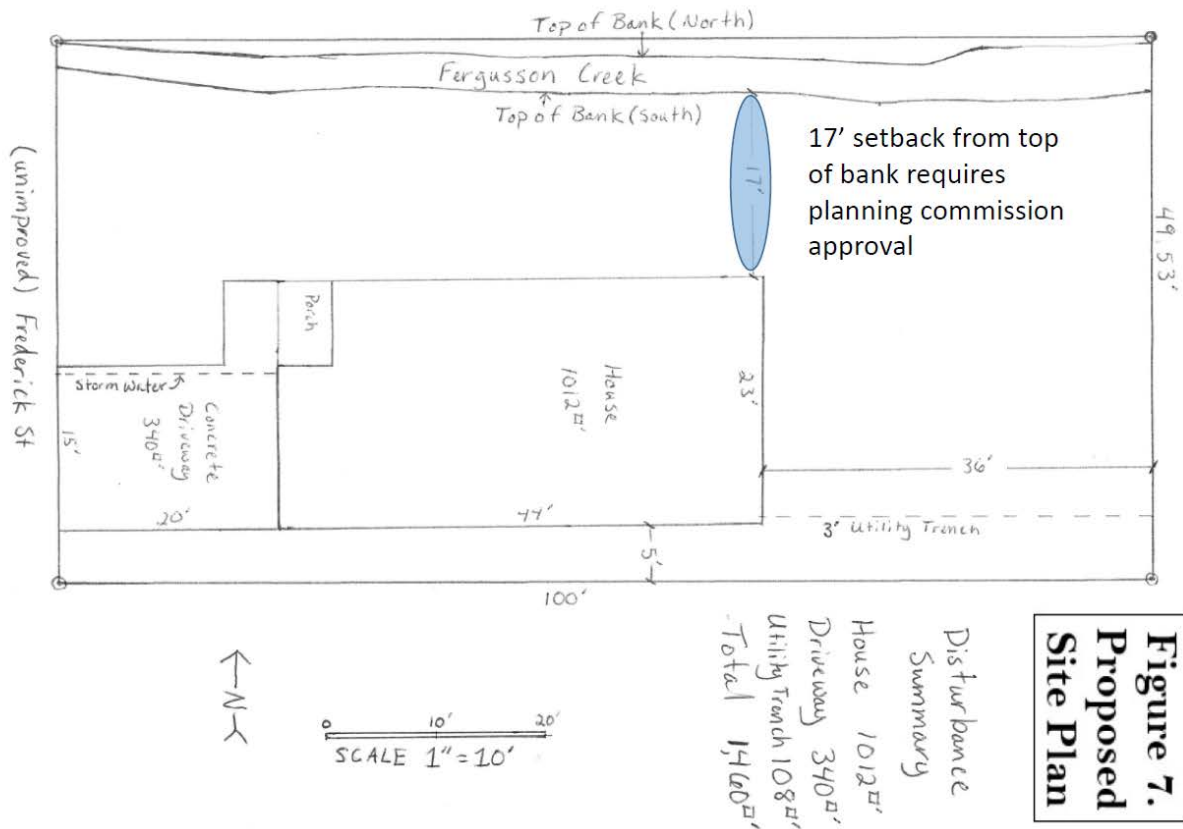 Top of Bank (North)
Fergusson Creek
Top of Bank (South)
17'
17' setback from top
of bank requires
planning commission
approval
49.53'
(unimproved) Frederick St
Porch
Storm Water
Concrete
Driveway
340□'
15'
20'
House
1012□'
23'
44'
36'
3' Utility Trench
5'
100'
N
0 10' 20'
SCALE 1" = 10'
Disturbance
Summary
House 1012□'
Driveway 340□'
Utility Trench 108□'
Total 1,460□'
Figure 7.
Proposed
Site Plan